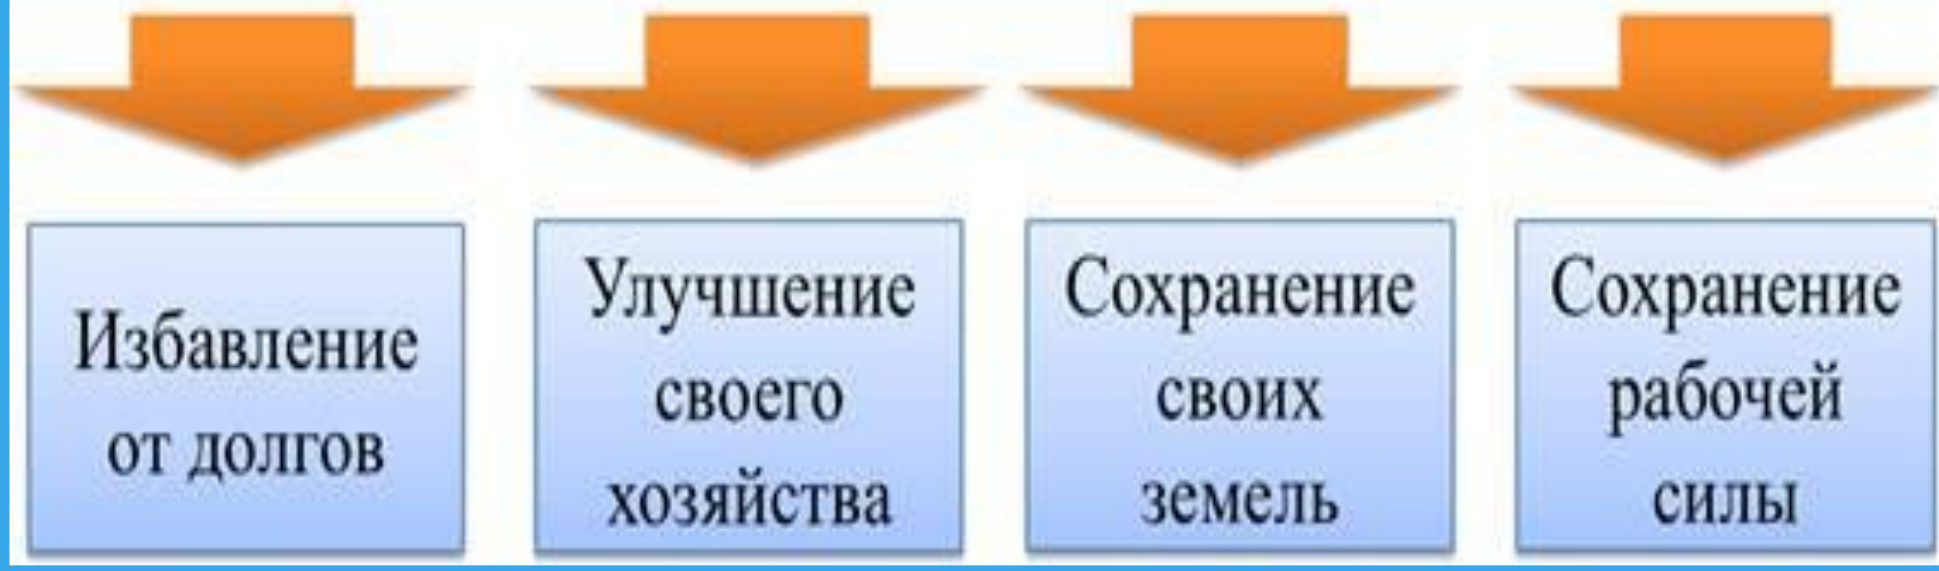 Избавление
от долгов
Улучшение
своего
хозяйства
Сохранение
своих
земель
Сохранение
рабочей
силы